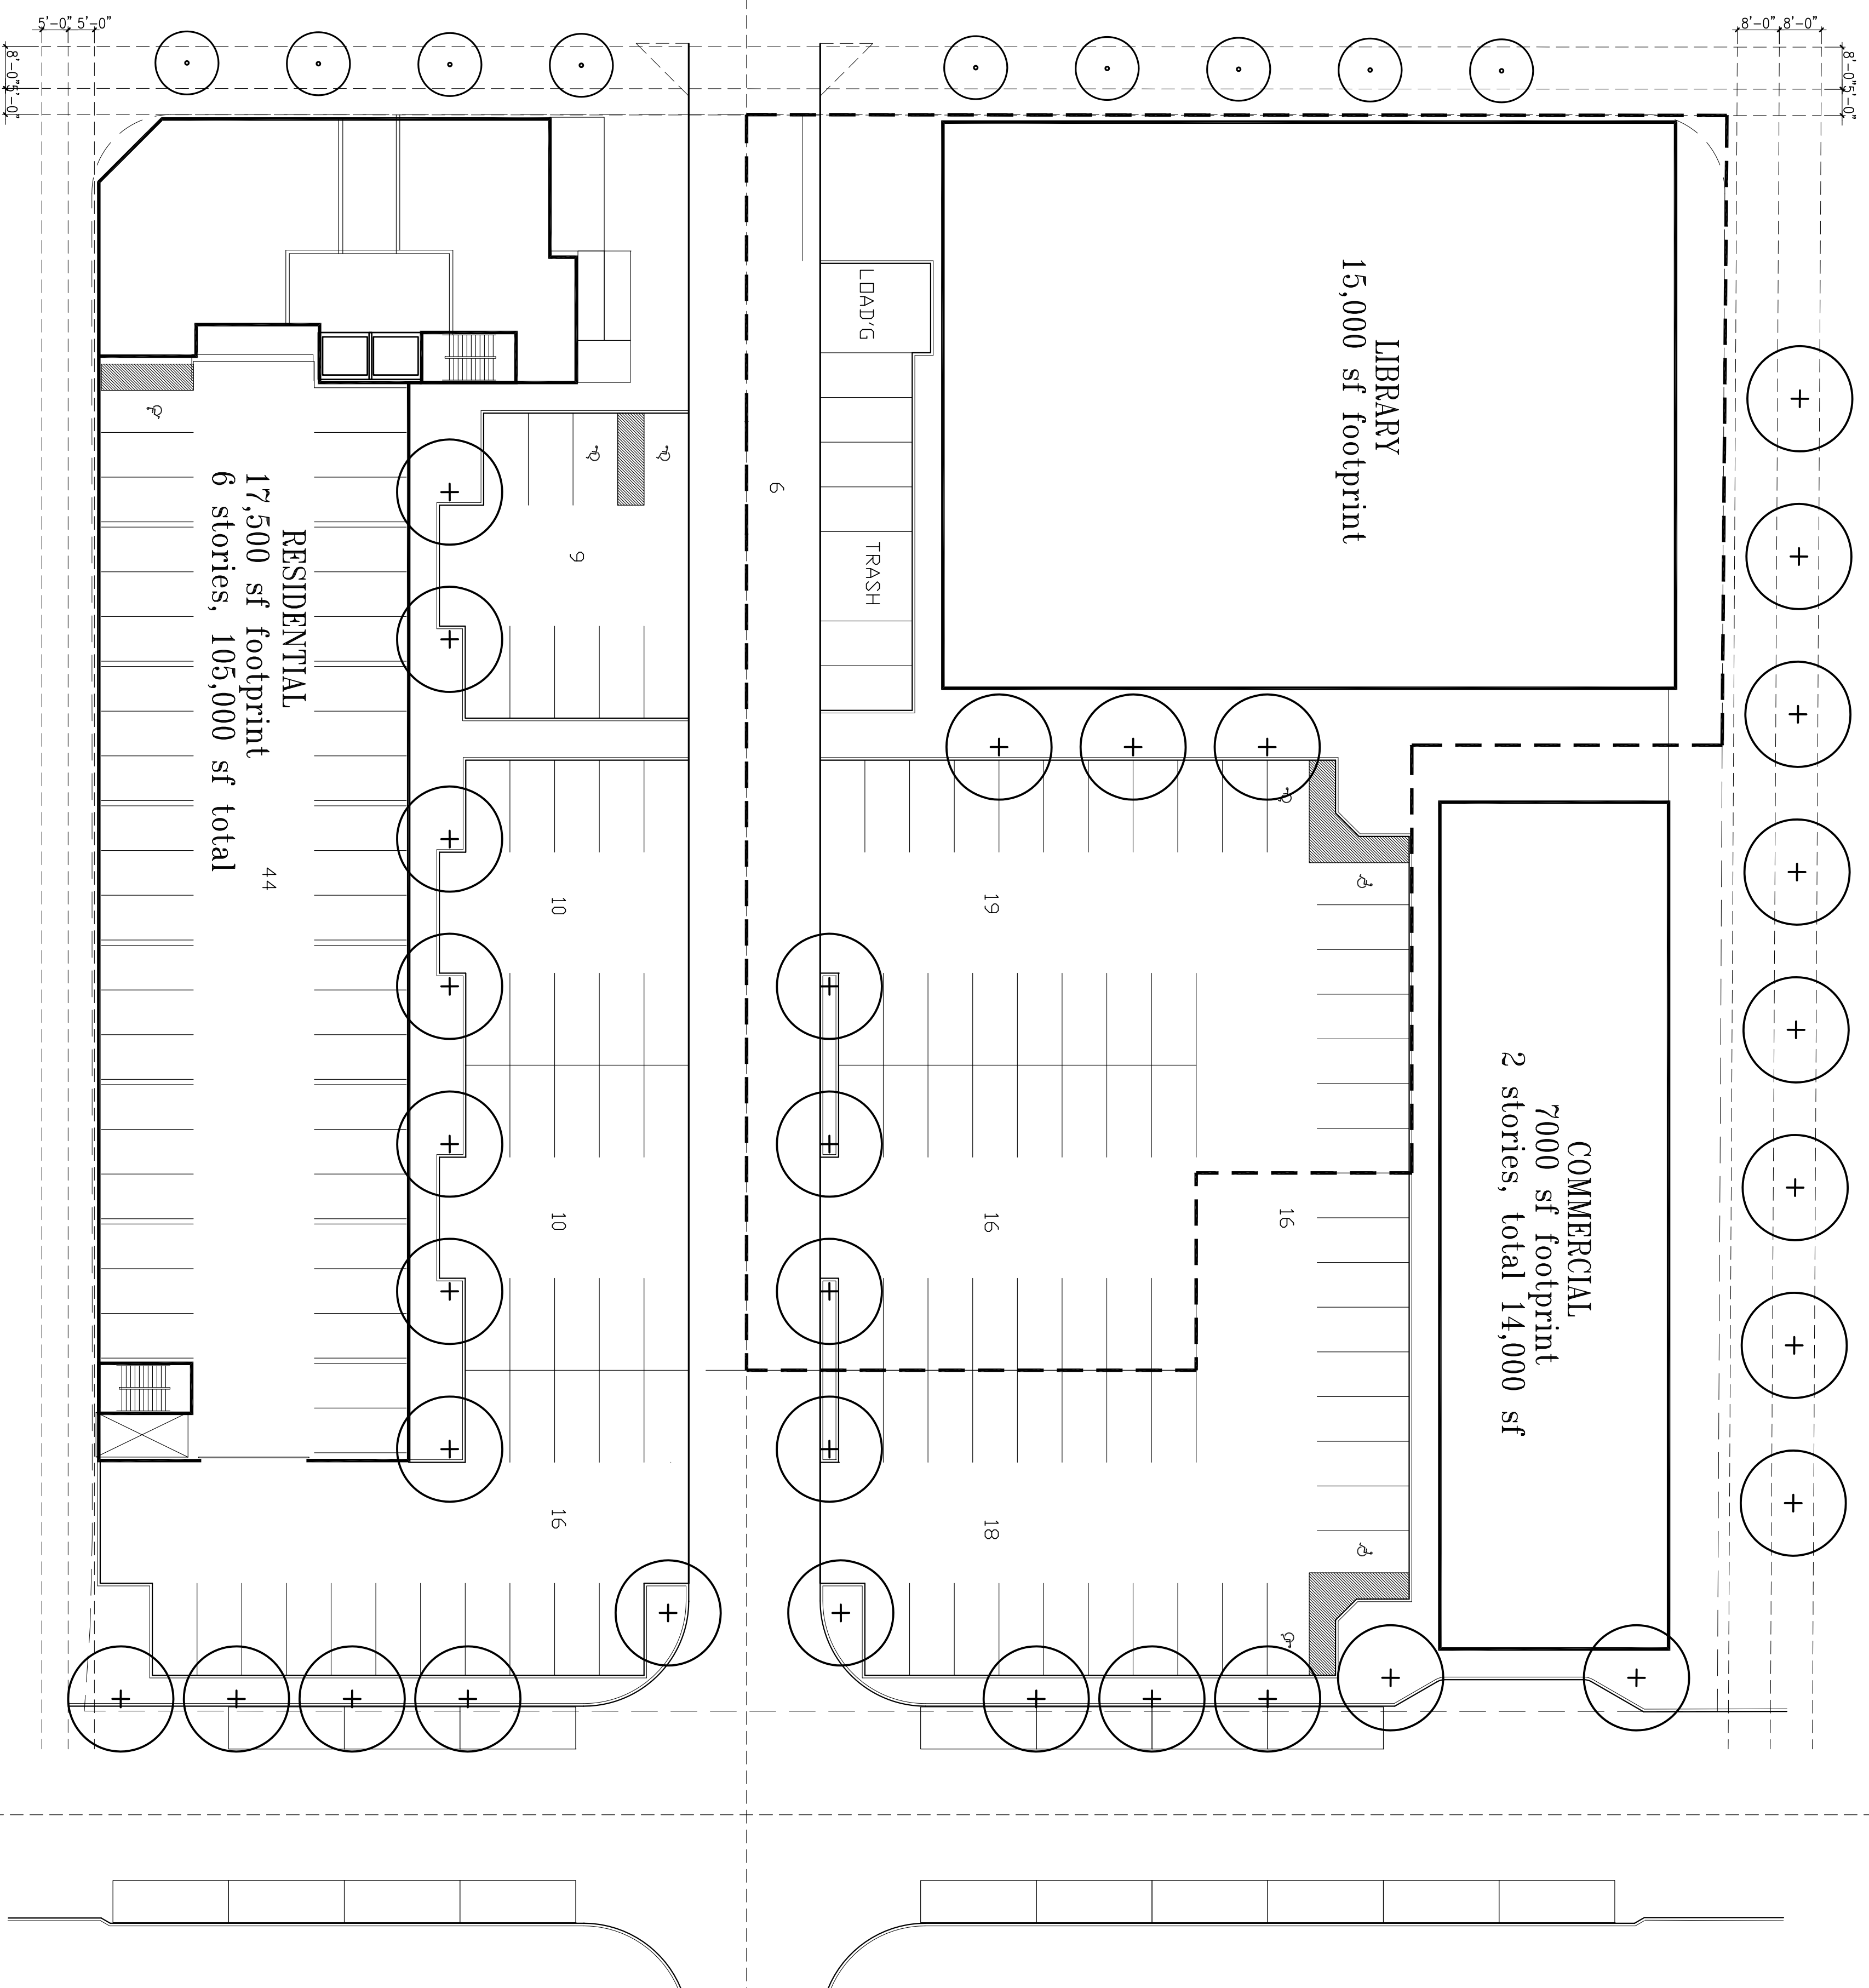 5'-0" 5'-0"
8'-0" 8'-0"
8'-0" 5'-0"
8'-0" 5'-0"
LOAD'G
TRASH
6
LIBRARY
15,000 sf footprint
9
RESIDENTIAL
17,500 sf footprint
6 stories, 105,000 sf total
44
10
10
16
19
16
18
16
COMMERCIAL
7000 sf footprint
2 stories, total 14,000 sf